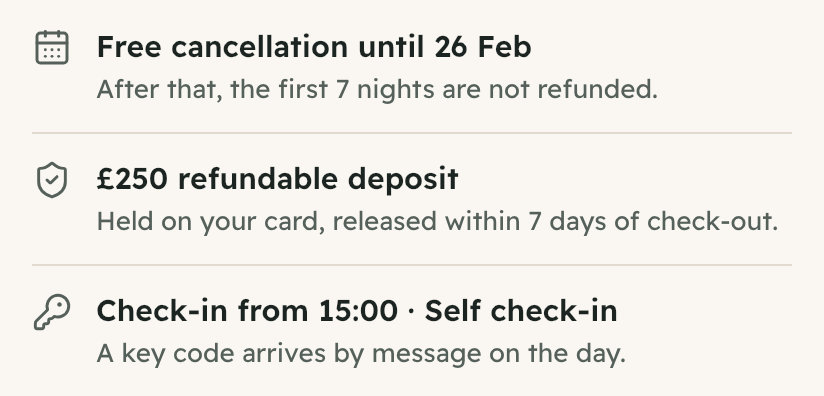 Free cancellation until 26 Feb
After that, the first 7 nights are not refunded.
£250 refundable deposit
Held on your card, released within 7 days of check-out.
Check-in from 15:00 · Self check-in
A key code arrives by message on the day.